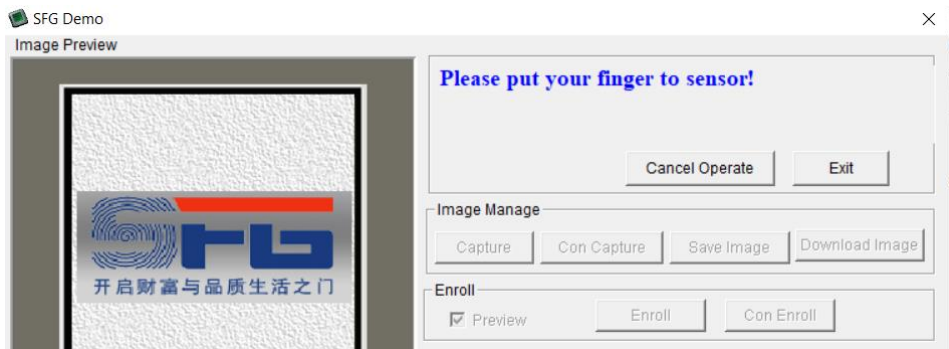 SFG Demo
Image Preview
Please put your finger to sensor!
Cancel Operate
Exit
Image Manage
Capture
Con Capture
Save Image
Download Image
SFG
开启财富与品质生活之门
Enroll
Preview
Enroll
Con Enroll